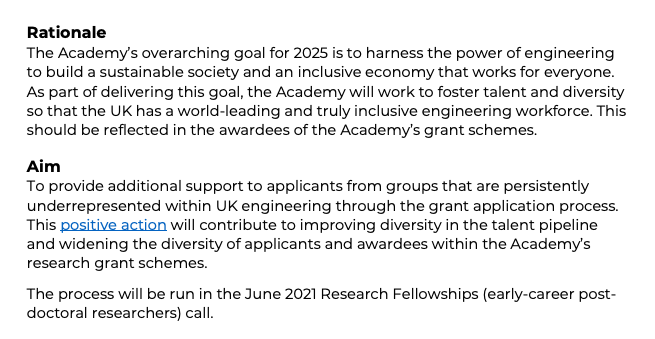 Rationale
The Academy’s overarching goal for 2025 is to harness the power of engineering
to build a sustainable society and an inclusive economy that works for everyone.
As part of delivering this goal, the Academy will work to foster talent and diversity
so that the UK has a world-leading and truly inclusive engineering workforce. This
should be reflected in the awardees of the Academy’s grant schemes.
Aim
To provide additional support to applicants from groups that are persistently
underrepresented within UK engineering through the grant application process.
This positive action will contribute to improving diversity in the talent pipeline
and widening the diversity of applicants and awardees within the Academy’s
research grant schemes.
The process will be run in the June 2021 Research Fellowships (early-career post-
doctoral researchers) call.